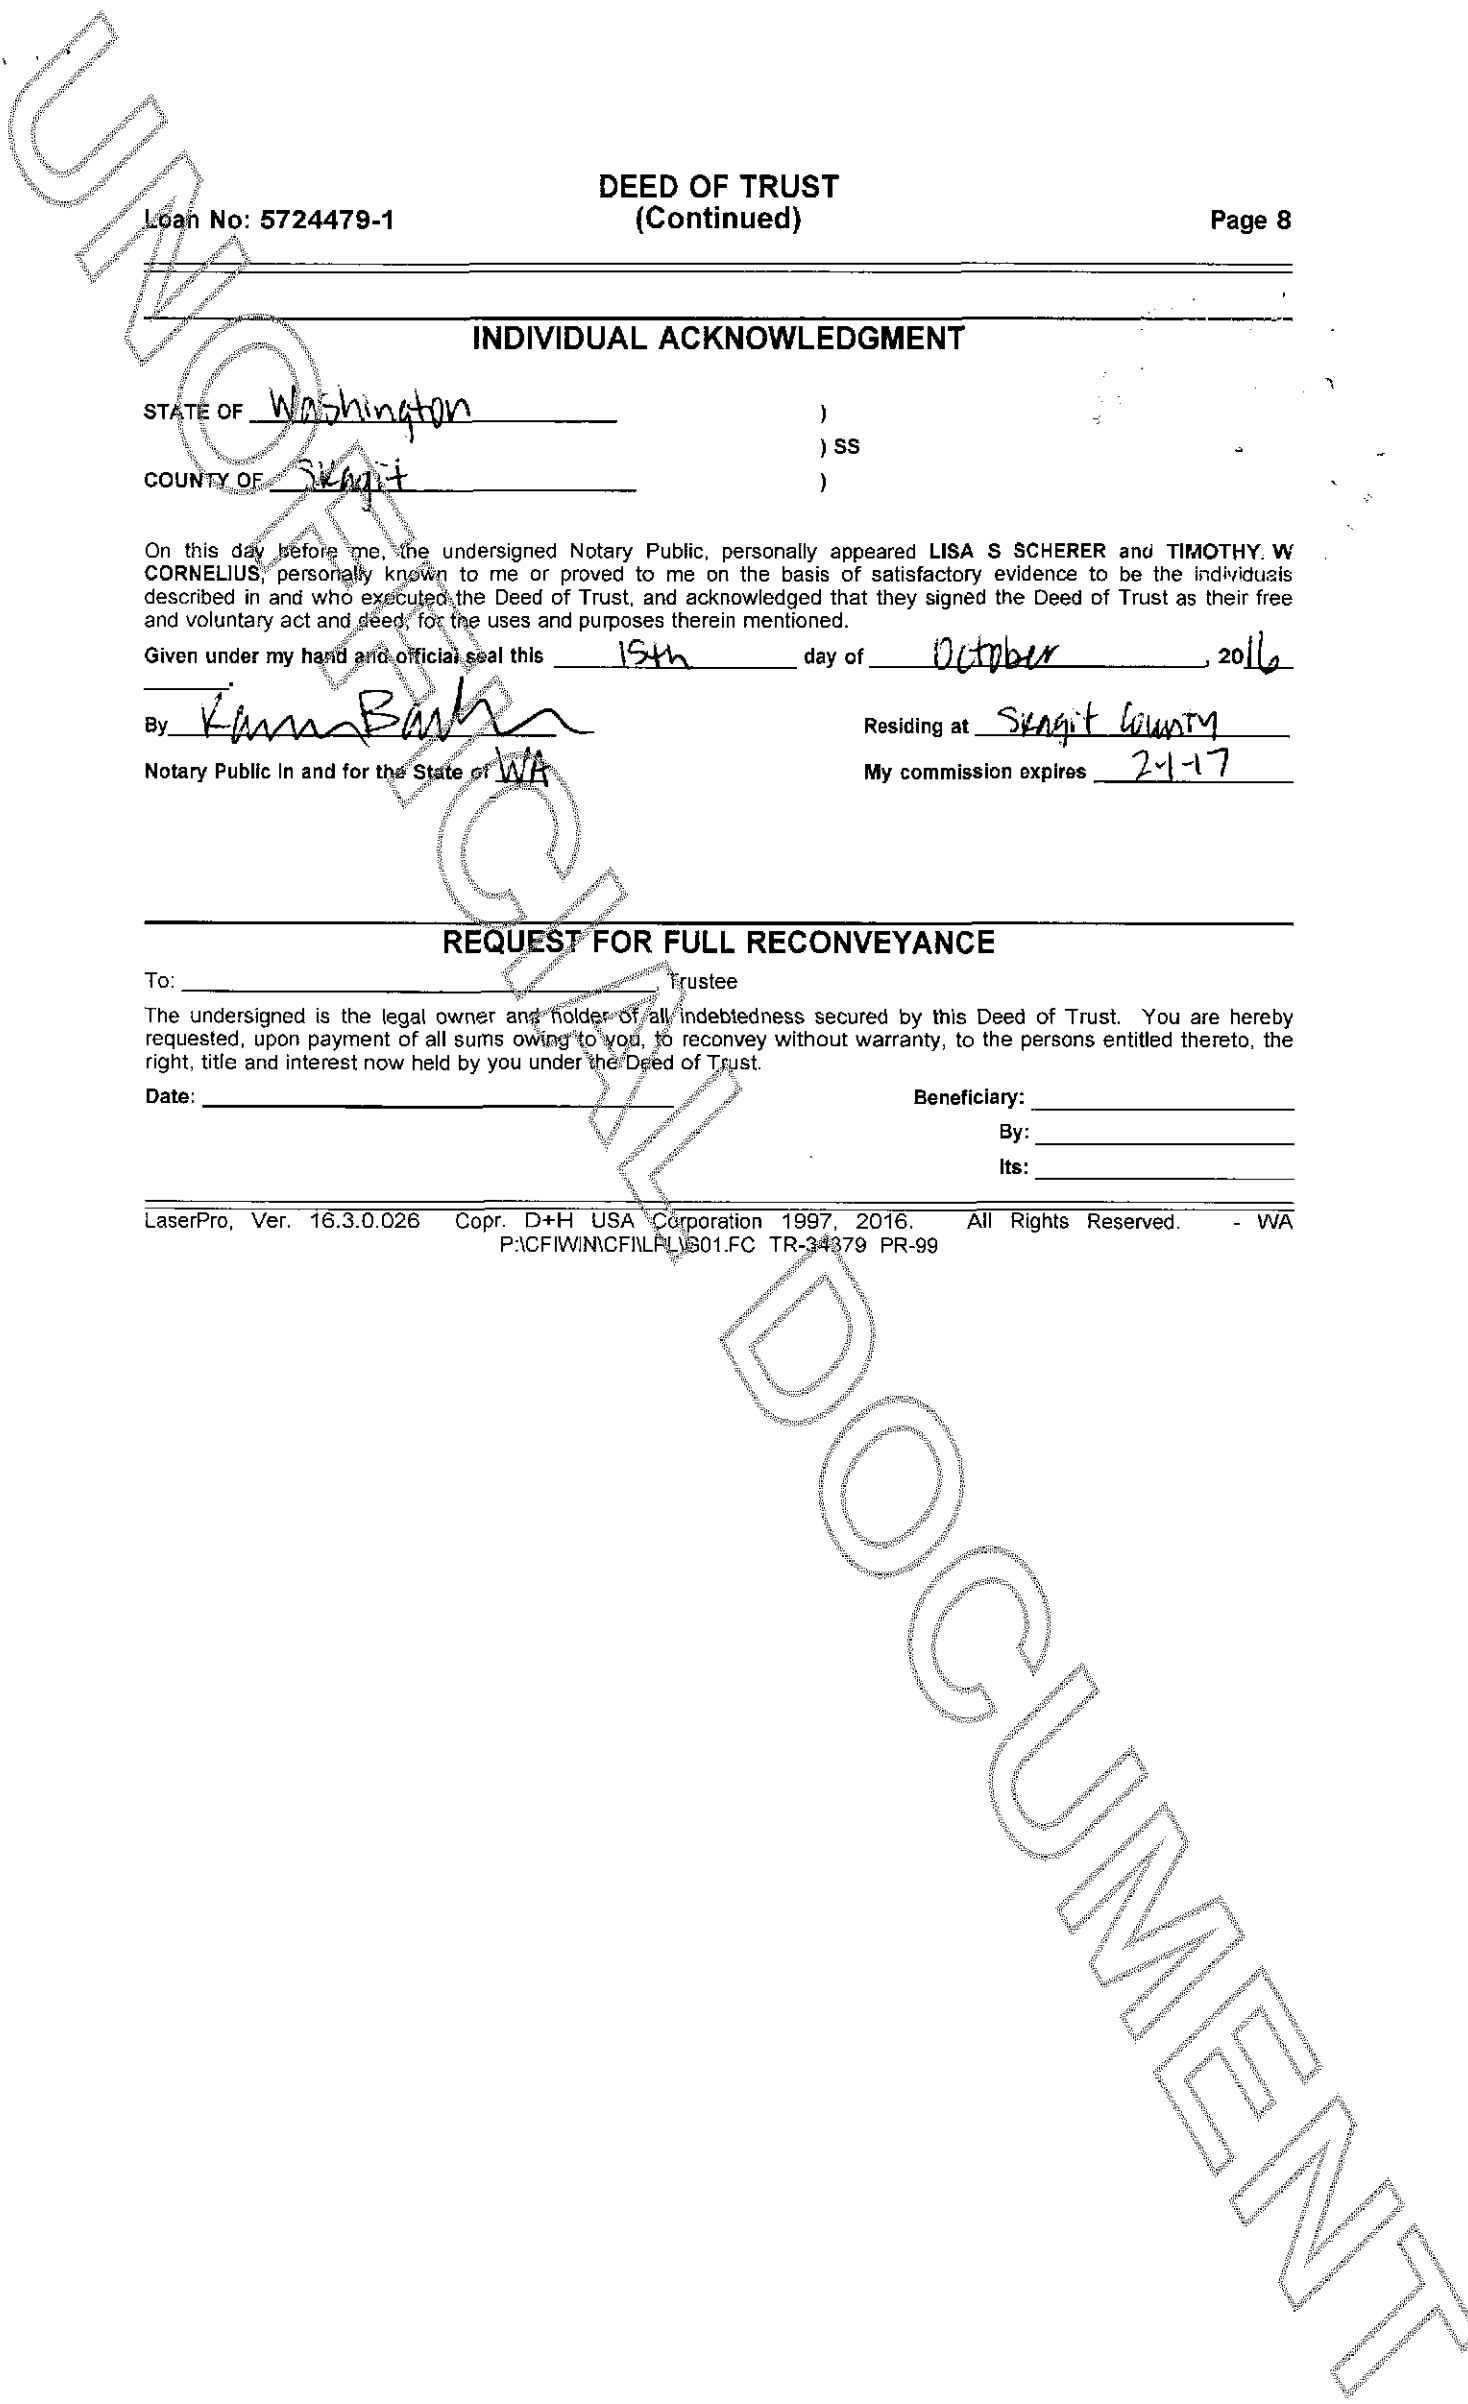 DEED OF TRUST
Loan No: 5724479-1 (Continued) Page 8
INDIVIDUAL ACKNOWLEDGMENT
STATE OF Washington )
) SS
COUNTY OF Skagit )
On this day before me, the undersigned Notary Public, personally appeared LISA S SCHERER and TIMOTHY W
CORNELIUS, personally known to me or proved to me on the basis of satisfactory evidence to be the individuals
described in and who executed the Deed of Trust, and acknowledged that they signed the Deed of Trust as their free
and voluntary act and deed, for the uses and purposes therein mentioned.
Given under my hand and official seal this 15th day of October, 2016
.
By Residing at Skagit County
Notary Public in and for the State of WA My commission expires 2-1-17
REQUEST FOR FULL RECONVEYANCE
To: , Trustee
The undersigned is the legal owner and holder of all indebtedness secured by this Deed of Trust. You are hereby
requested, upon payment of all sums owing to you, to reconvey without warranty, to the persons entitled thereto, the
right, title and interest now held by you under the Deed of Trust.
Date: Beneficiary:
By:
Its:
LaserPro, Ver. 16.3.0.026 Copr. D+H USA Corporation 1997, 2016. All Rights Reserved. - WA
P:\CFIWIN\CFI\LPL\G01.FC TR-34379 PR-99
UNOFFICIAL DOCUMENT